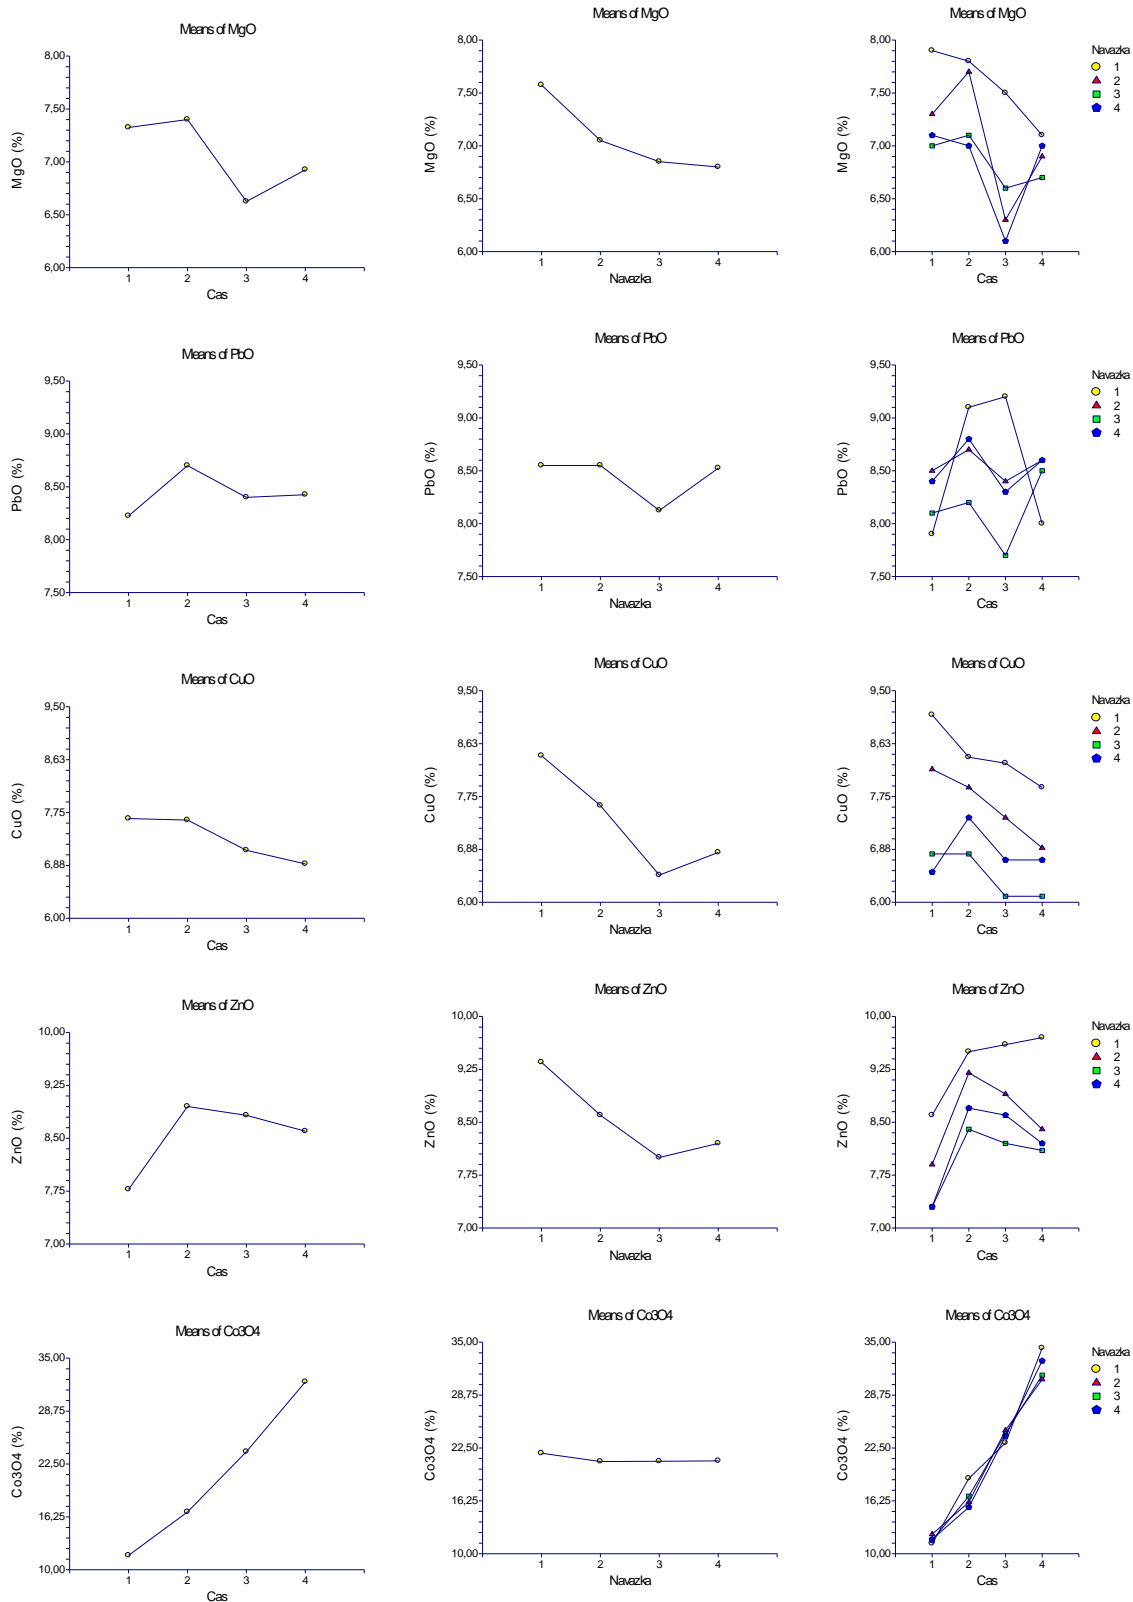 Means of MgO
8,00
7,50
7,00
6,50
6,00
MgO (%)
1 2 3 4
Cas
Means of MgO
8,00
7,50
7,00
6,50
6,00
MgO (%)
1 2 3 4
Navazka
Means of MgO
8,00
7,50
7,00
6,50
6,00
MgO (%)
1 2 3 4
Cas
Navazka
1
2
3
4
Means of PbO
9,50
9,00
8,50
8,00
7,50
PbO (%)
1 2 3 4
Cas
Means of PbO
9,50
9,00
8,50
8,00
7,50
PbO (%)
1 2 3 4
Navazka
Means of PbO
9,50
9,00
8,50
8,00
7,50
PbO (%)
1 2 3 4
Cas
Navazka
1
2
3
4
Means of CuO
9,50
8,63
7,75
6,88
6,00
CuO (%)
1 2 3 4
Cas
Means of CuO
9,50
8,63
7,75
6,88
6,00
CuO (%)
1 2 3 4
Navazka
Means of CuO
9,50
8,63
7,75
6,88
6,00
CuO (%)
1 2 3 4
Cas
Navazka
1
2
3
4
Means of ZnO
10,00
9,25
8,50
7,75
7,00
ZnO (%)
1 2 3 4
Cas
Means of ZnO
10,00
9,25
8,50
7,75
7,00
ZnO (%)
1 2 3 4
Navazka
Means of ZnO
10,00
9,25
8,50
7,75
7,00
ZnO (%)
1 2 3 4
Cas
Navazka
1
2
3
4
Means of Co3O4
35,00
28,75
22,50
16,25
10,00
Co3O4 (%)
1 2 3 4
Cas
Means of Co3O4
35,00
28,75
22,50
16,25
10,00
Co3O4 (%)
1 2 3 4
Navazka
Means of Co3O4
35,00
28,75
22,50
16,25
10,00
Co3O4 (%)
1 2 3 4
Cas
Navazka
1
2
3
4